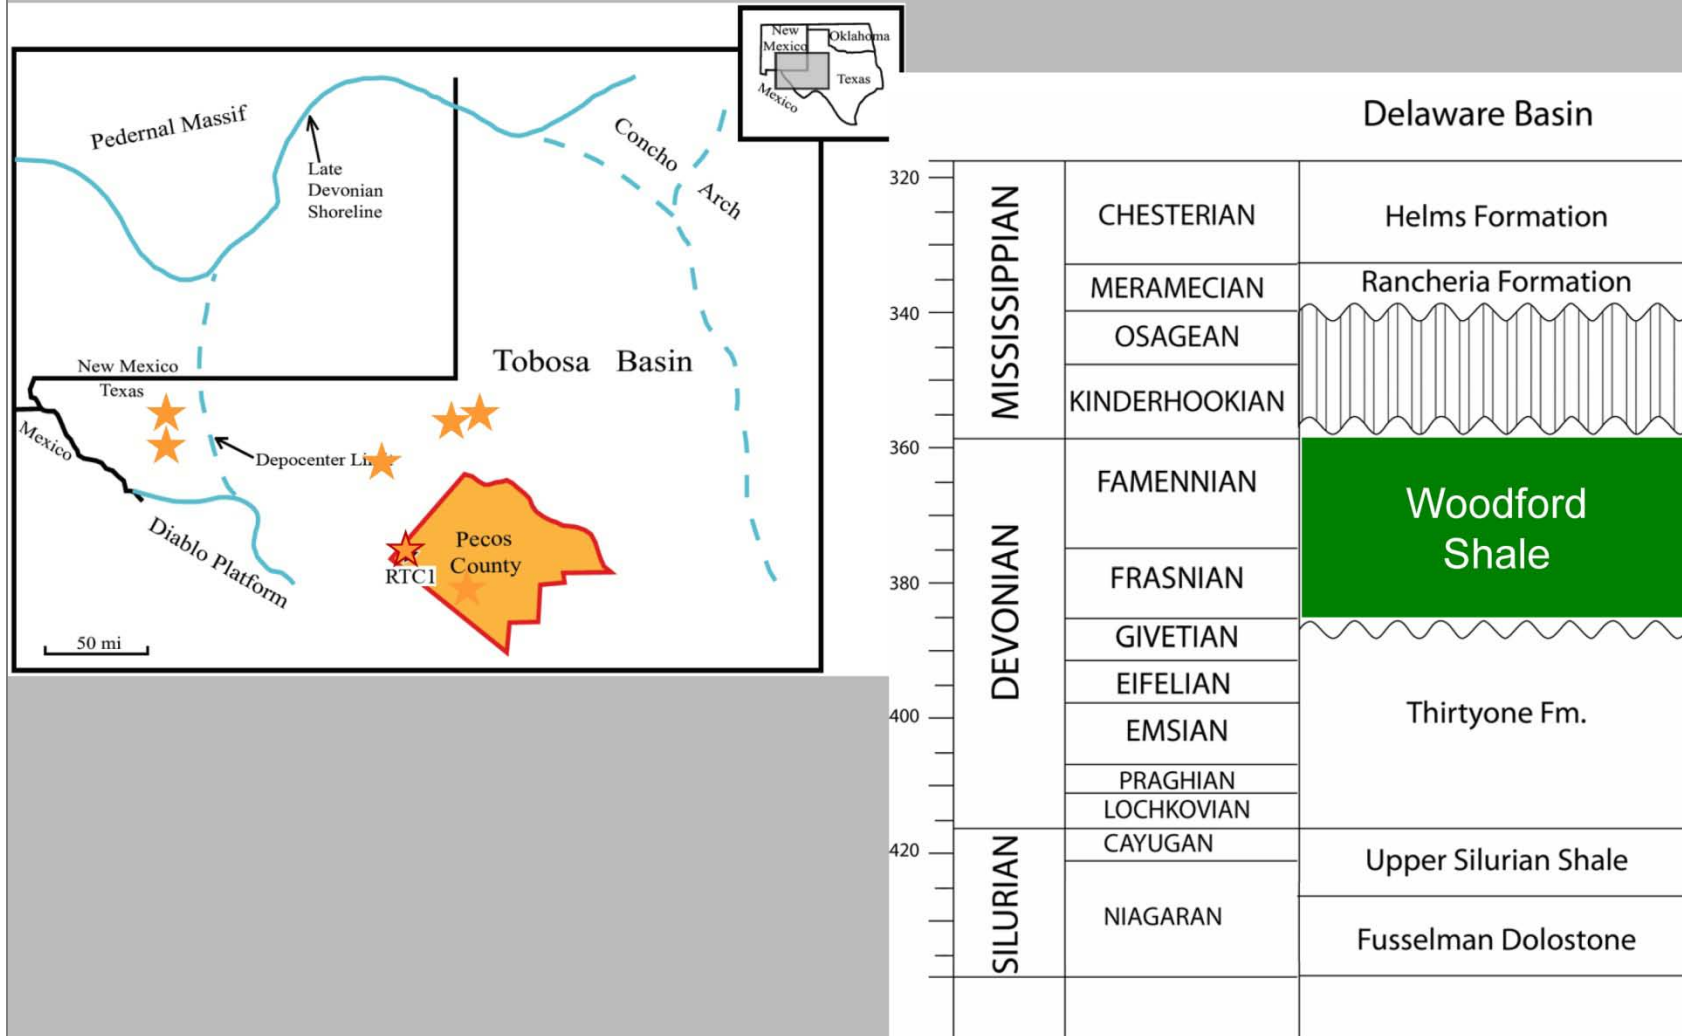 New
Mexico
Oklahoma
Texas
Mexico
Pedernal Massif
Late
Devonian
Shoreline
Concho
Arch
Tobosa Basin
New Mexico
Texas
Mexico
Depocenter
Diablo Platform
Pecos
County
RTC1
50 mi
Delaware Basin
320
340
360
380
400
420
MISSISSIPPIAN
DEVONIAN
SILURIAN
CHESTERIAN
MERAMECIAN
OSAGEAN
KINDERHOOKIAN
FAMENNIAN
FRASNIAN
GIVETIAN
EIFELIAN
EMSIAN
PRAGHIAN
LOCHKOVIAN
CAYUGAN
NIAGARAN
Helms Formation
Rancheria Formation
Woodford
Shale
Thirtyone Fm.
Upper Silurian Shale
Fusselman Dolostone